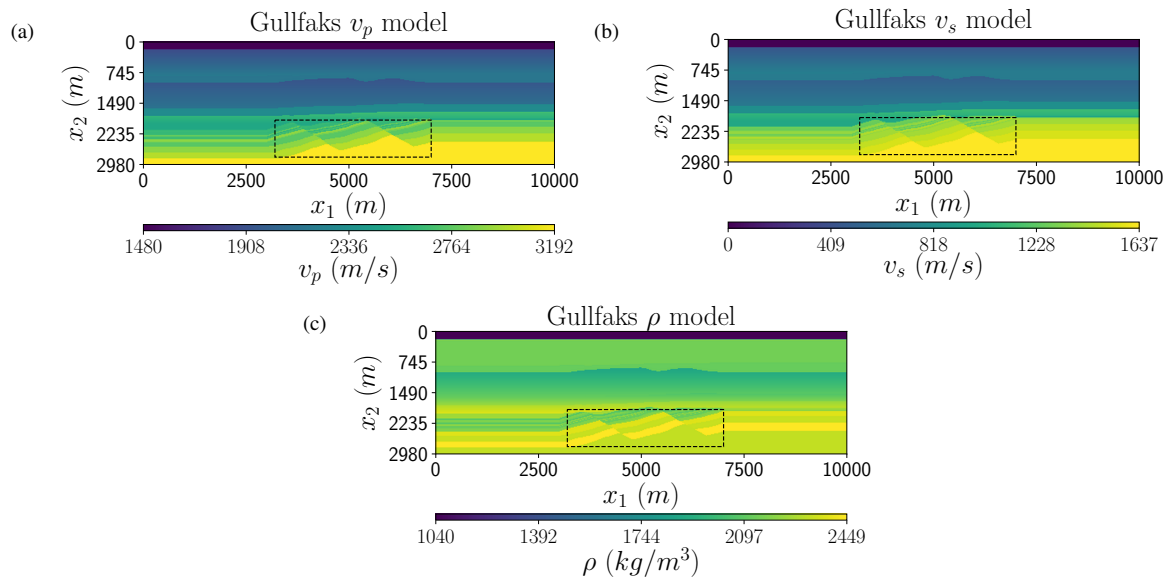 (a)
Gullfaks v_p model
0
745
1490
2235
2980
x_2 (m)
0 2500 5000 7500 10000
x_1 (m)
1480 1908 2336 2764 3192
v_p (m/s)
(b)
Gullfaks v_s model
0
745
1490
2235
2980
x_2 (m)
0 2500 5000 7500 10000
x_1 (m)
0 409 818 1228 1637
v_s (m/s)
(c)
Gullfaks ρ model
0
745
1490
2235
2980
x_2 (m)
0 2500 5000 7500 10000
x_1 (m)
1040 1392 1744 2097 2449
ρ (kg/m³)